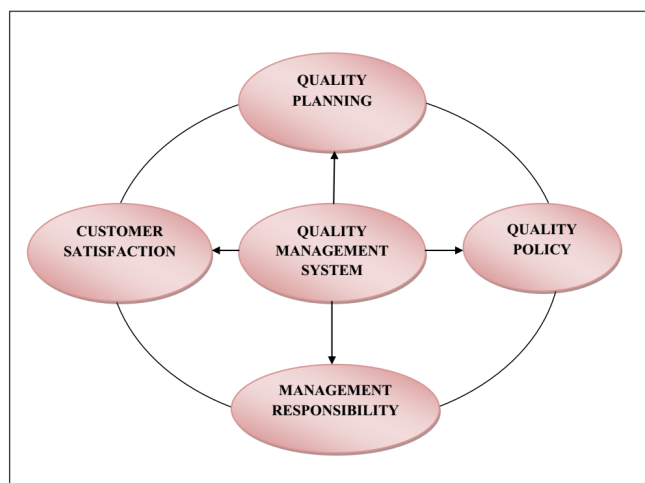 QUALITY
PLANNING
CUSTOMER
SATISFACTION
QUALITY
MANAGEMENT
SYSTEM
QUALITY
POLICY
MANAGEMENT
RESPONSIBILITY